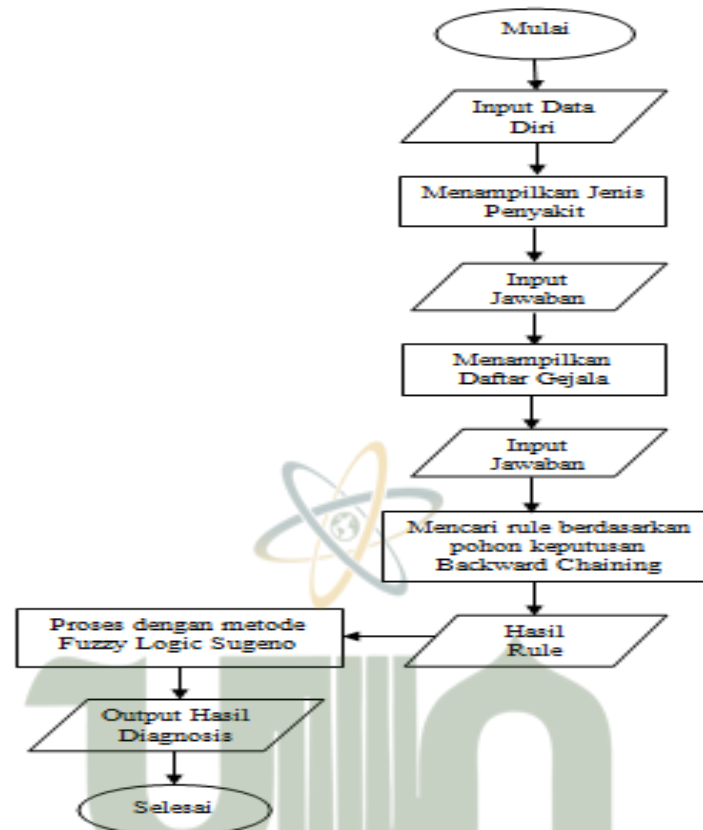 Mulai
Input Data
Diri
Menampilkan Jenis
Penyakit
Input
Jawaban
Menampilkan
Daftar Gejala
Input
Jawaban
Mencari rule berdasarkan
pohon keputusan
Backward Chaining
Hasil
Rule
Proses dengan metode
Fuzzy Logic Sugeno
Output Hasil
Diagnosis
Selesai